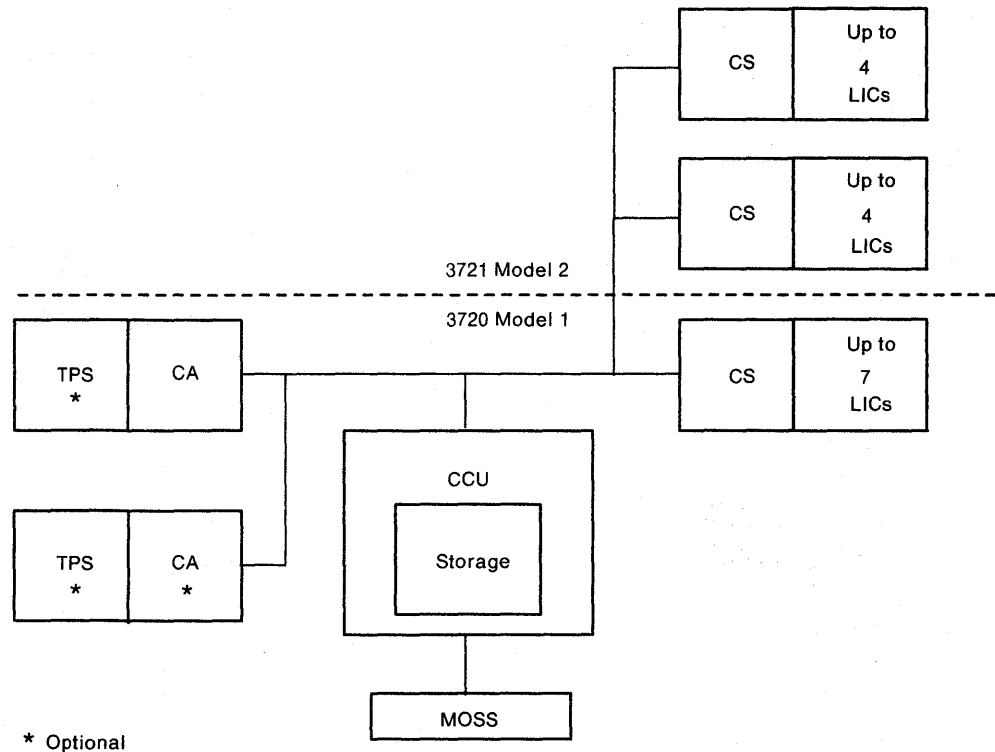 CS
Up to
4
LICs
CS
Up to
4
LICs
3721 Model 2
3720 Model 1
TPS
*
CA
CS
Up to
7
LICs
CCU
Storage
TPS
*
CA
*
MOSS
* Optional